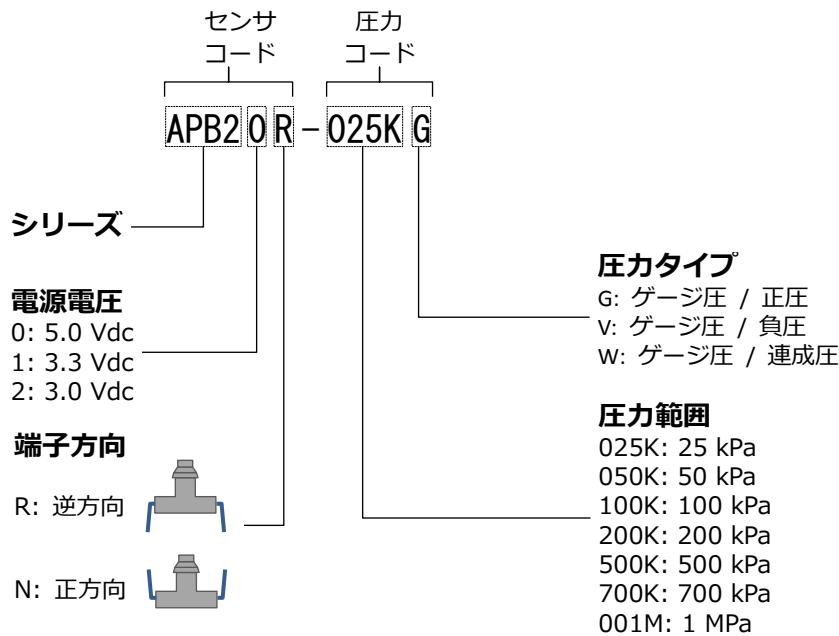 センサ
コード
圧力
コード
APB20R-025KG
シリーズ
電源電圧
0: 5.0 Vdc
1: 3.3 Vdc
2: 3.0 Vdc
端子方向
R: 逆方向
N: 正方向
圧力タイプ
G: ゲージ圧 / 正圧
V: ゲージ圧 / 負圧
W: ゲージ圧 / 連成圧
圧力範囲
025K: 25 kPa
050K: 50 kPa
100K: 100 kPa
200K: 200 kPa
500K: 500 kPa
700K: 700 kPa
001M: 1 MPa